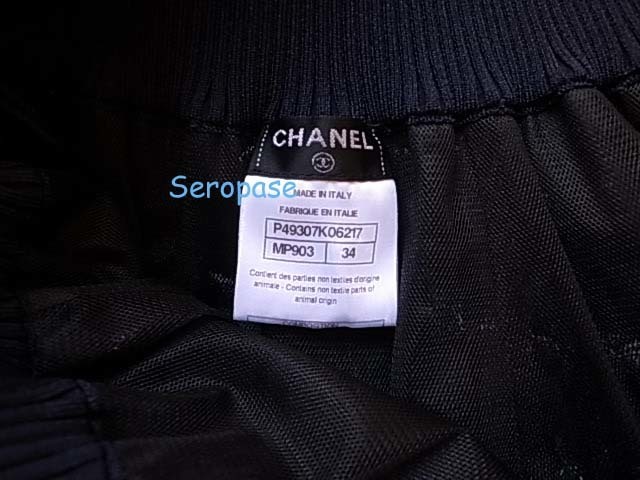 CHANEL
Seropase
MADE IN ITALY
FABRIQUE EN ITALIE
P49307K06217
MP903 34
Contient des parties non textiles d'origine
animale - Contains non textile parts of
animal origin